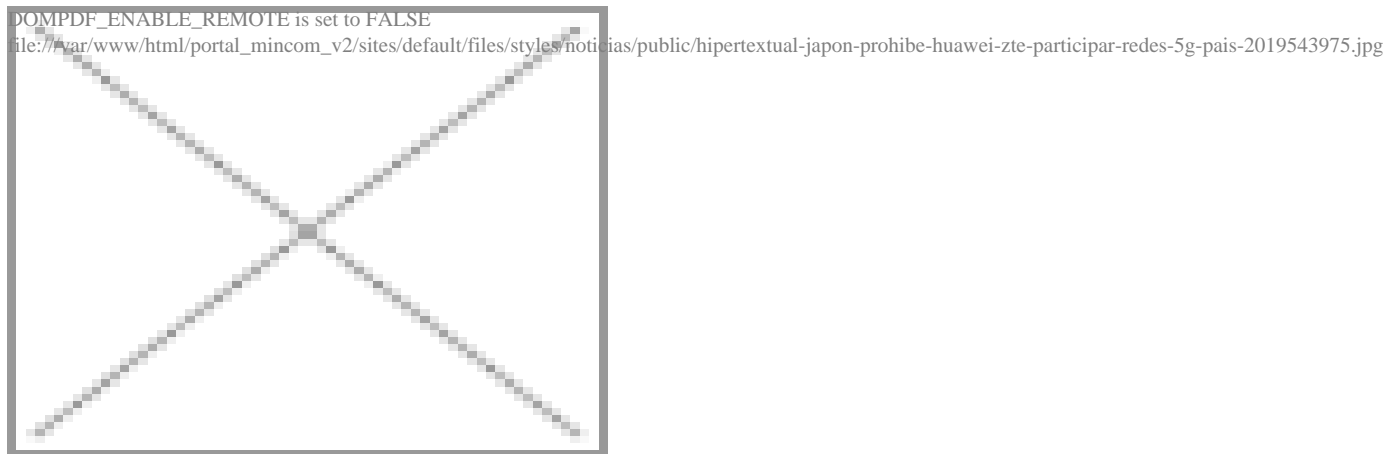 DOMPDF_ENABLE_REMOTE is set to FALSE
file:///var/www/html/portal_mincom_v2/sites/default/files/styles/noticias/public/hipertextual-japon-prohibe-huawei-zte-participar-redes-5g-pais-2019543975.jpg